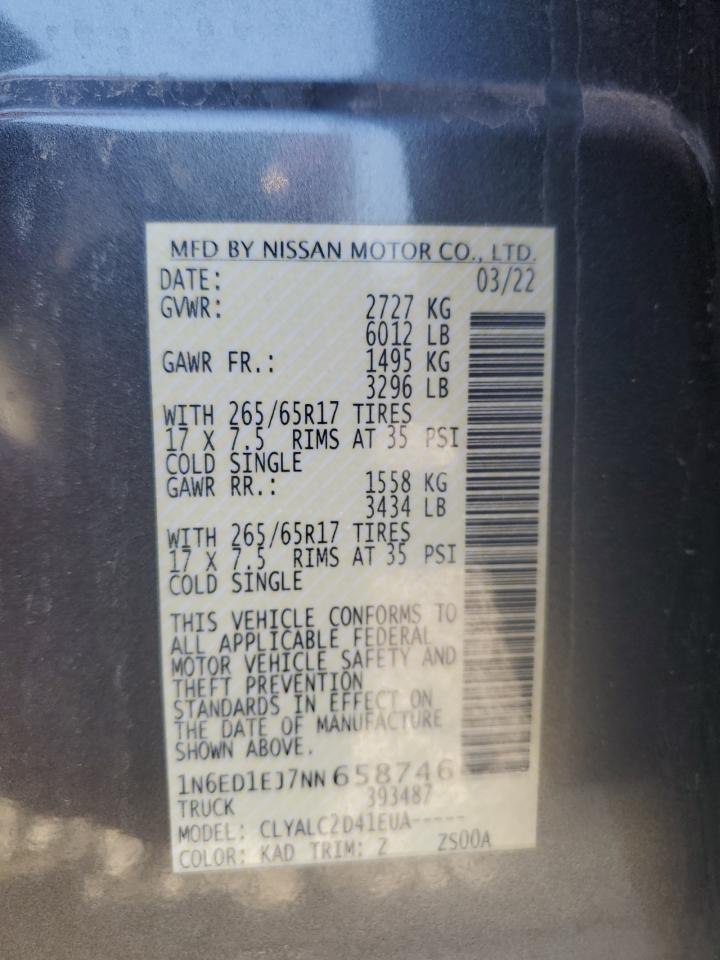 MFD BY NISSAN MOTOR CO., LTD.
DATE: 03/22
GVWR: 2727 KG
6012 LB
GAWR FR.: 1495 KG
3296 LB
WITH 265/65R17 TIRES
17 X 7.5 RIMS AT 35 PSI
COLD SINGLE
GAWR RR.: 1558 KG
3434 LB
WITH 265/65R17 TIRES
17 X 7.5 RIMS AT 35 PSI
COLD SINGLE
THIS VEHICLE CONFORMS TO
ALL APPLICABLE FEDERAL
MOTOR VEHICLE SAFETY AND
THEFT PREVENTION
STANDARDS IN EFFECT ON
THE DATE OF MANUFACTURE
SHOWN ABOVE.
1N6ED1EJ7NN658746
TRUCK 393487
MODEL: CLYALC2D41EUA-----
COLOR: KAD TRIM: Z ZS00A